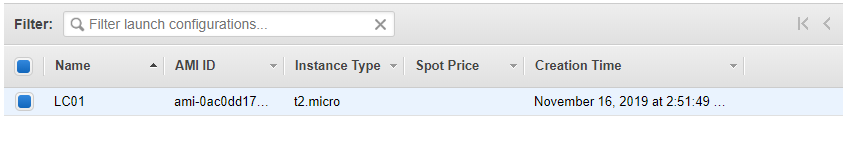 Filter: Filter launch configurations...
Name AMI ID Instance Type Spot Price Creation Time
LC01 ami-0ac0dd17... t2.micro November 16, 2019 at 2:51:49 ...